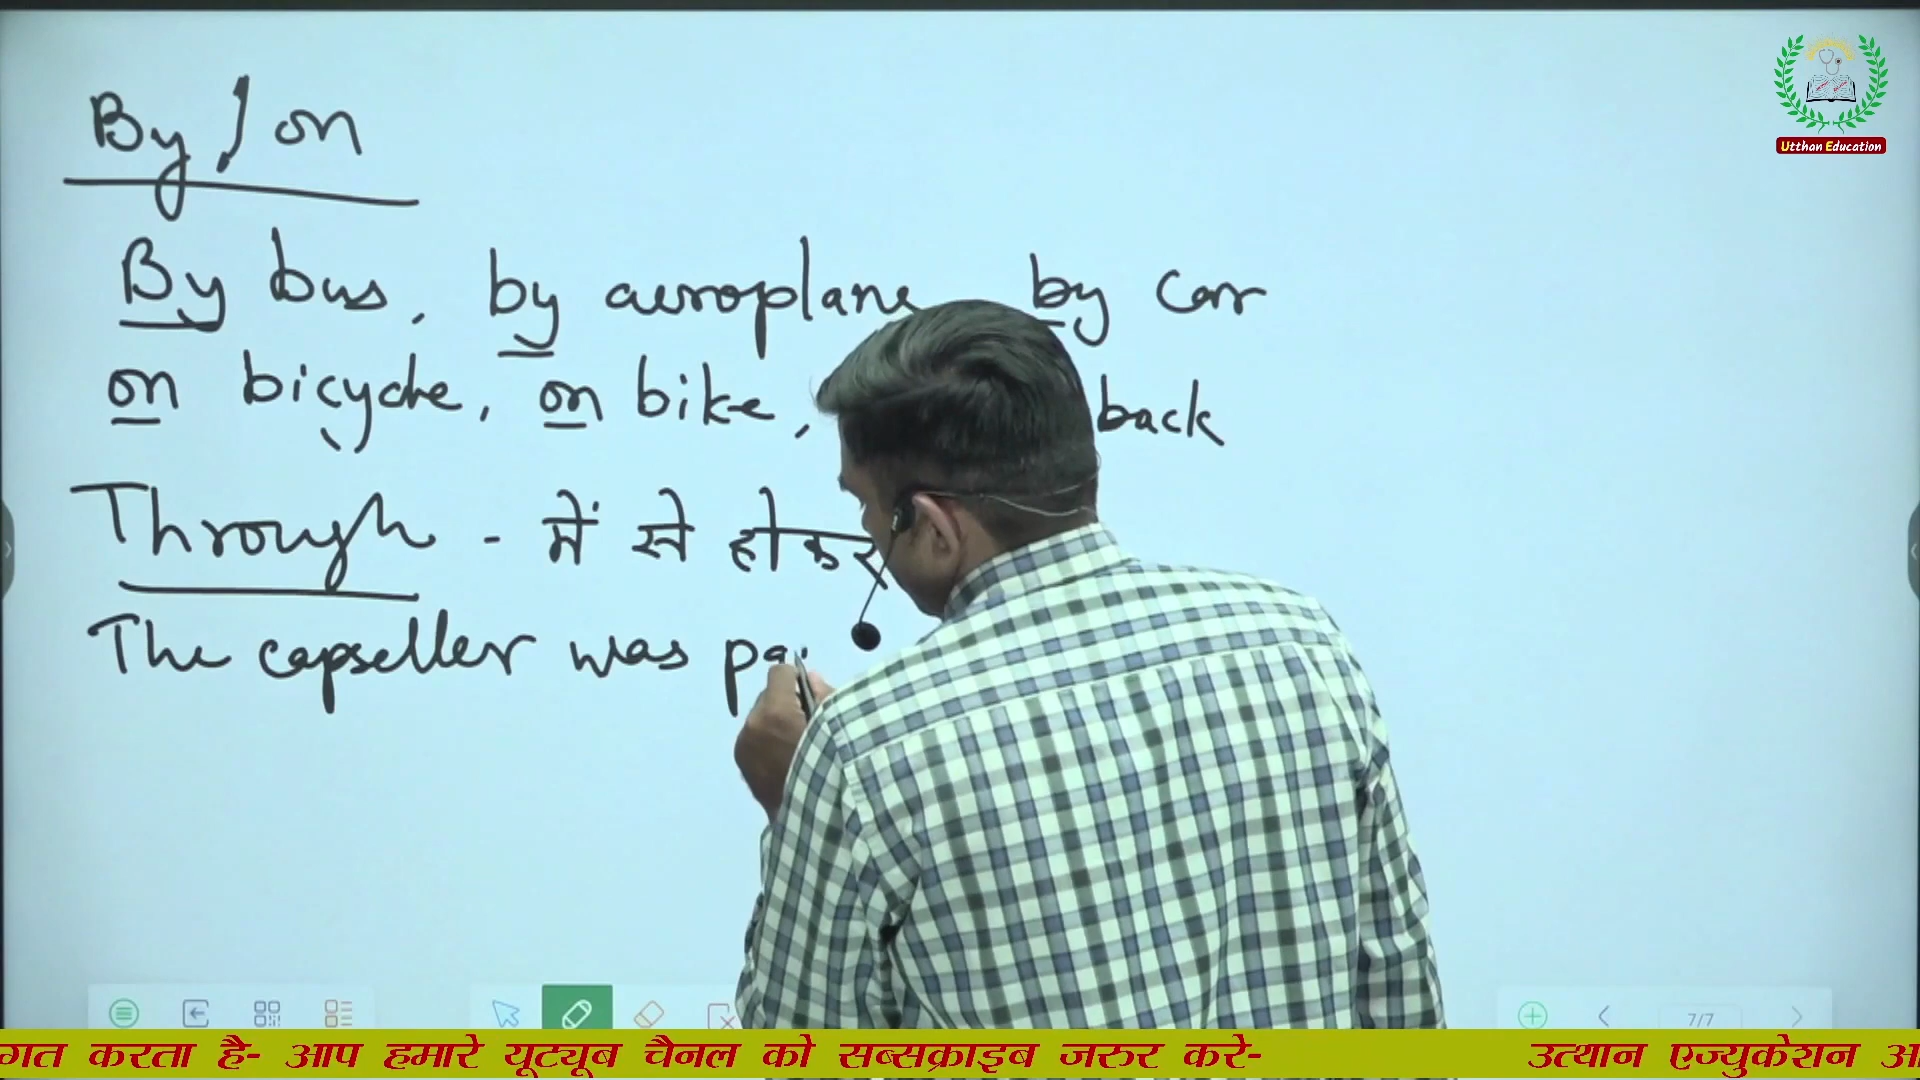 Utthan Education
By / on
By bus, by aeroplane by car
on bicycle, on bike, back
Through - में से होकर
The capseller was pa
7/7
गत करता है- आप हमारे यूट्यूब चैनल को सब्सक्राइब जरुर करे- उत्थान एज्युकेशन आ